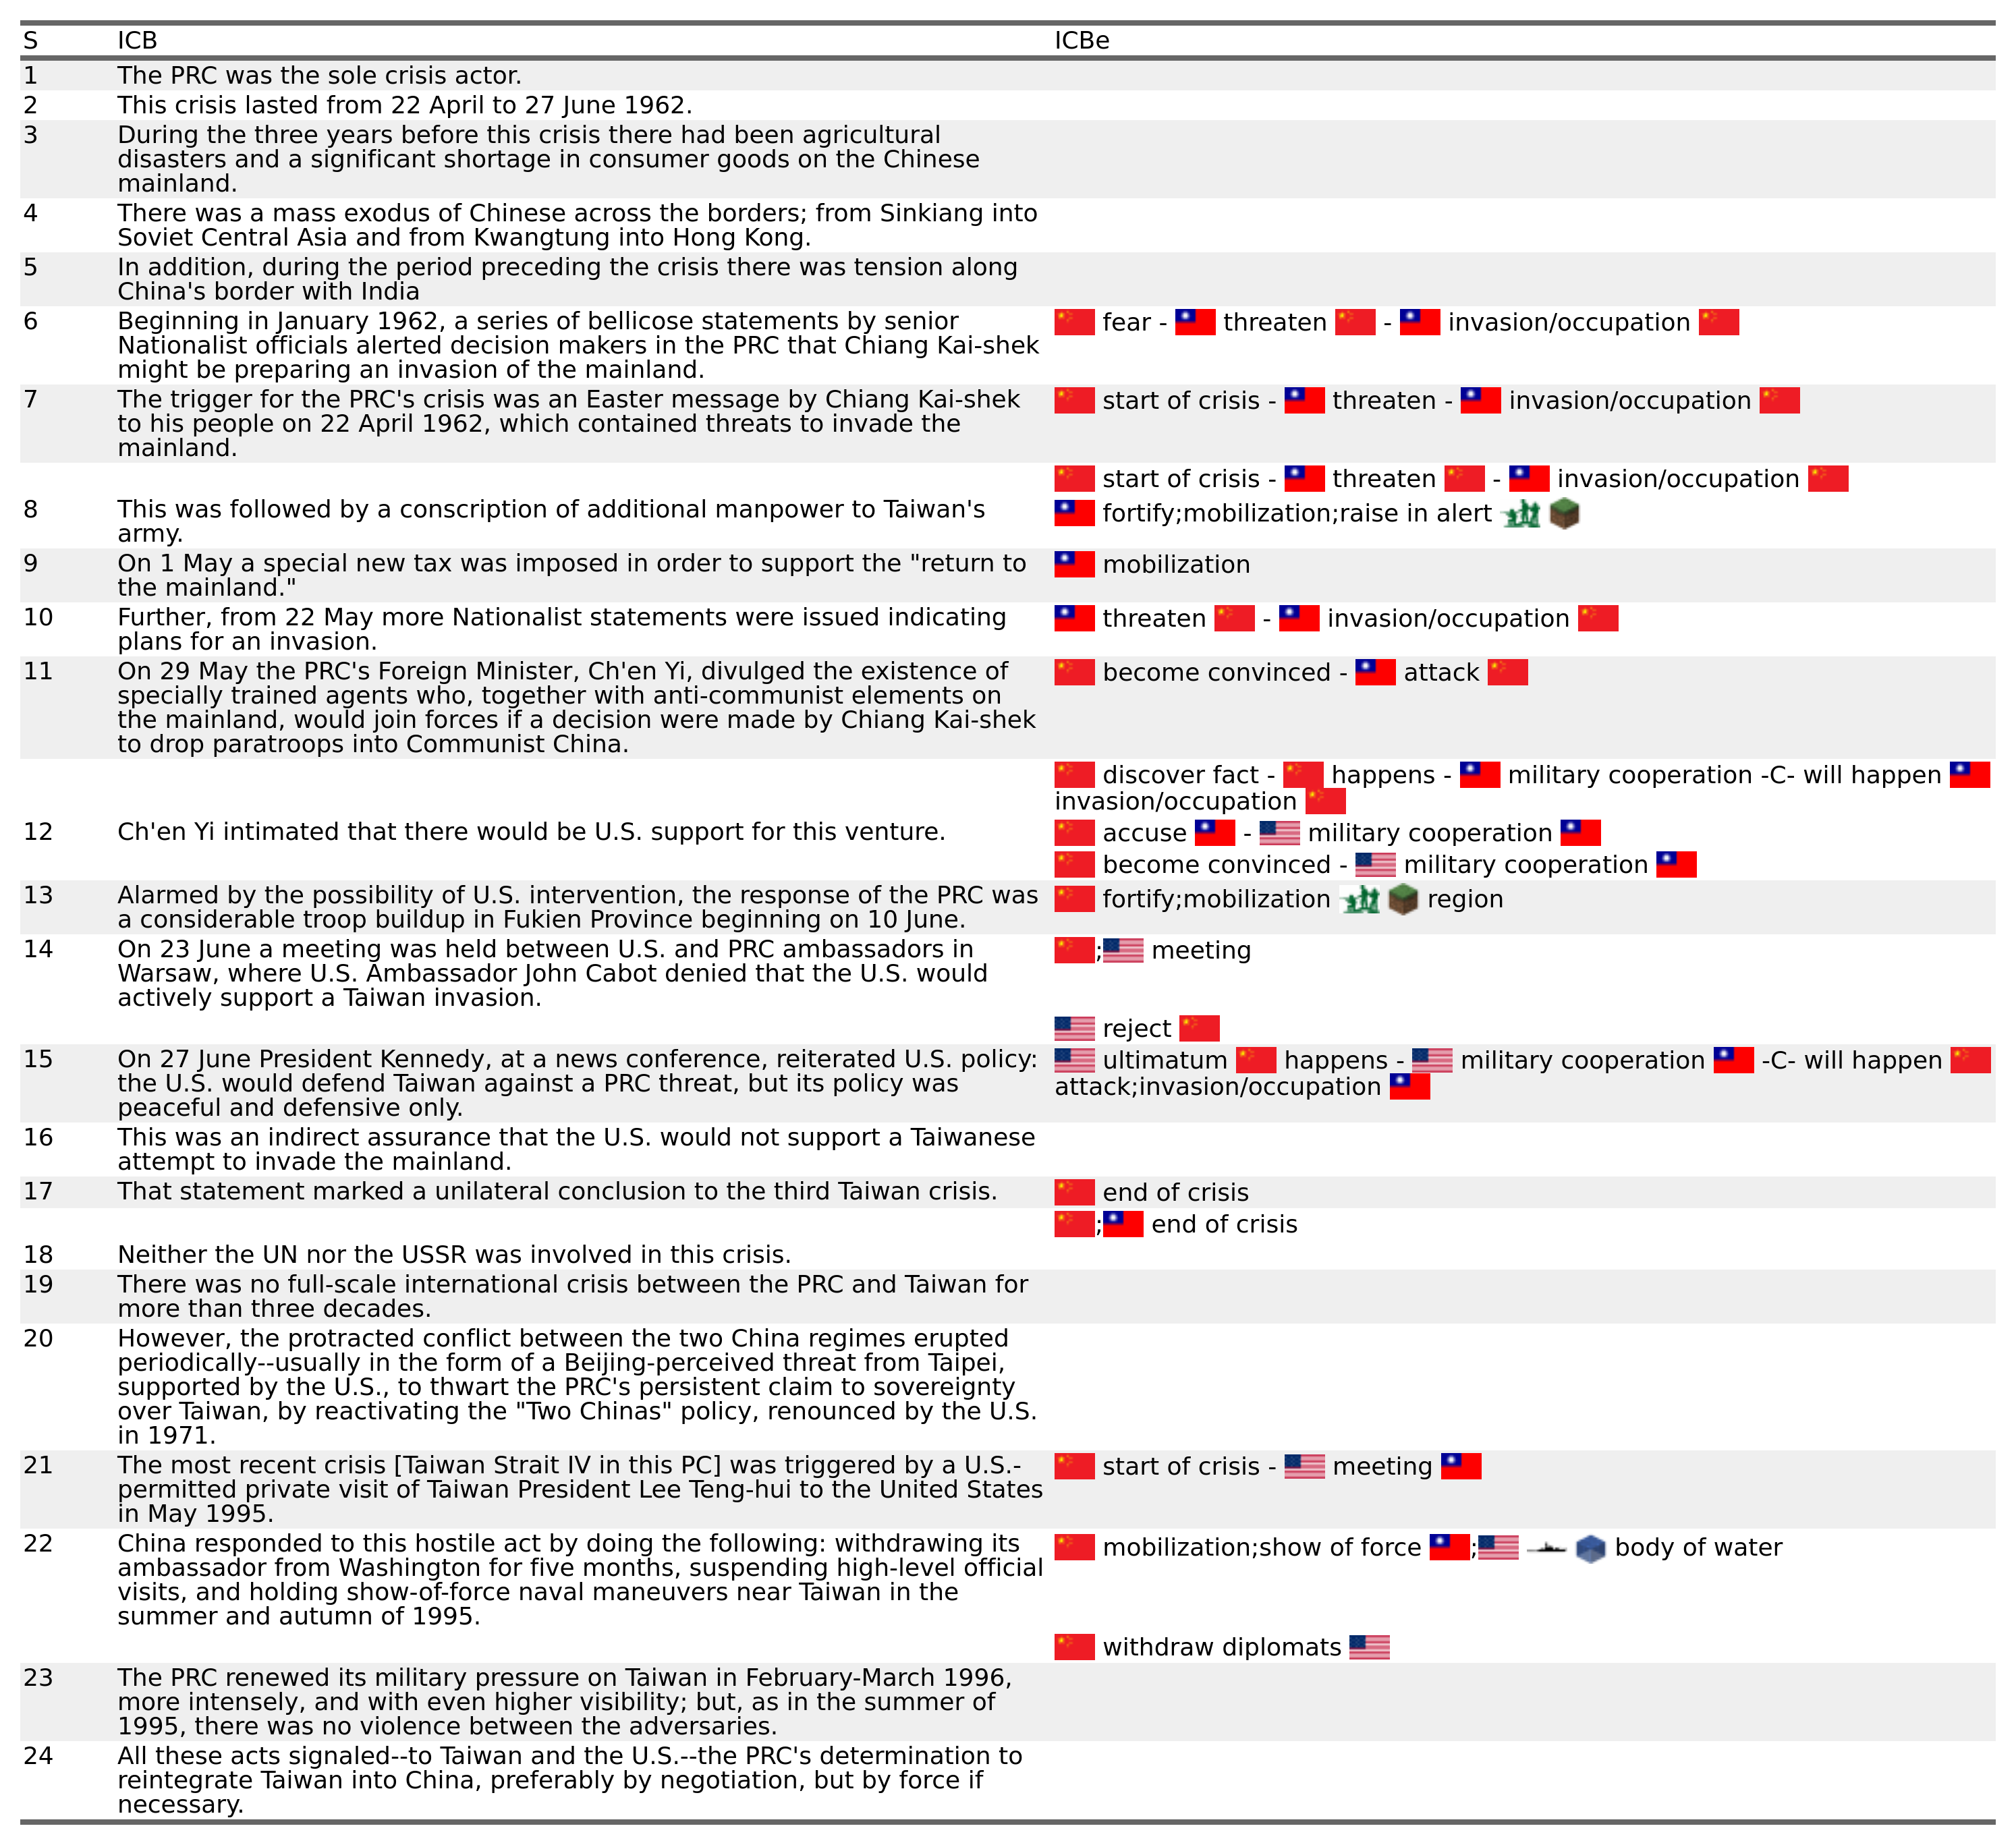 S ICB ICBe
1 The PRC was the sole crisis actor.
2 This crisis lasted from 22 April to 27 June 1962.
3 During the three years before this crisis there had been agricultural
disasters and a significant shortage in consumer goods on the Chinese
mainland.
4 There was a mass exodus of Chinese across the borders; from Sinkiang into
Soviet Central Asia and from Kwangtung into Hong Kong.
5 In addition, during the period preceding the crisis there was tension along
China's border with India
6 Beginning in January 1962, a series of bellicose statements by senior fear - threaten - invasion/occupation
Nationalist officials alerted decision makers in the PRC that Chiang Kai-shek
might be preparing an invasion of the mainland.
7 The trigger for the PRC's crisis was an Easter message by Chiang Kai-shek start of crisis - threaten - invasion/occupation
to his people on 22 April 1962, which contained threats to invade the
mainland.
start of crisis - threaten - invasion/occupation
8 This was followed by a conscription of additional manpower to Taiwan's fortify;mobilization;raise in alert
army.
9 On 1 May a special new tax was imposed in order to support the "return to mobilization
the mainland."
10 Further, from 22 May more Nationalist statements were issued indicating threaten - invasion/occupation
plans for an invasion.
11 On 29 May the PRC's Foreign Minister, Ch'en Yi, divulged the existence of become convinced - attack
specially trained agents who, together with anti-communist elements on
the mainland, would join forces if a decision were made by Chiang Kai-shek
to drop paratroops into Communist China.
discover fact - happens - military cooperation -C- will happen
invasion/occupation
12 Ch'en Yi intimated that there would be U.S. support for this venture. accuse - military cooperation
become convinced - military cooperation
13 Alarmed by the possibility of U.S. intervention, the response of the PRC was fortify;mobilization region
a considerable troop buildup in Fukien Province beginning on 10 June.
14 On 23 June a meeting was held between U.S. and PRC ambassadors in ; meeting
Warsaw, where U.S. Ambassador John Cabot denied that the U.S. would
actively support a Taiwan invasion.
reject
15 On 27 June President Kennedy, at a news conference, reiterated U.S. policy: ultimatum happens - military cooperation -C- will happen
the U.S. would defend Taiwan against a PRC threat, but its policy was attack;invasion/occupation
peaceful and defensive only.
16 This was an indirect assurance that the U.S. would not support a Taiwanese
attempt to invade the mainland.
17 That statement marked a unilateral conclusion to the third Taiwan crisis. end of crisis
; end of crisis
18 Neither the UN nor the USSR was involved in this crisis.
19 There was no full-scale international crisis between the PRC and Taiwan for
more than three decades.
20 However, the protracted conflict between the two China regimes erupted
periodically--usually in the form of a Beijing-perceived threat from Taipei,
supported by the U.S., to thwart the PRC's persistent claim to sovereignty
over Taiwan, by reactivating the "Two Chinas" policy, renounced by the U.S.
in 1971.
21 The most recent crisis [Taiwan Strait IV in this PC] was triggered by a U.S.- start of crisis - meeting
permitted private visit of Taiwan President Lee Teng-hui to the United States
in May 1995.
22 China responded to this hostile act by doing the following: withdrawing its mobilization;show of force ; body of water
ambassador from Washington for five months, suspending high-level official
visits, and holding show-of-force naval maneuvers near Taiwan in the
summer and autumn of 1995.
withdraw diplomats
23 The PRC renewed its military pressure on Taiwan in February-March 1996,
more intensely, and with even higher visibility; but, as in the summer of
1995, there was no violence between the adversaries.
24 All these acts signaled--to Taiwan and the U.S.--the PRC's determination to
reintegrate Taiwan into China, preferably by negotiation, but by force if
necessary.